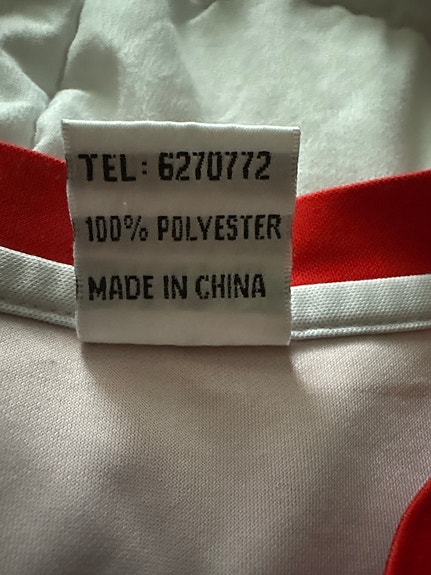 TEL: 6270772
100% POLYESTER
MADE IN CHINA